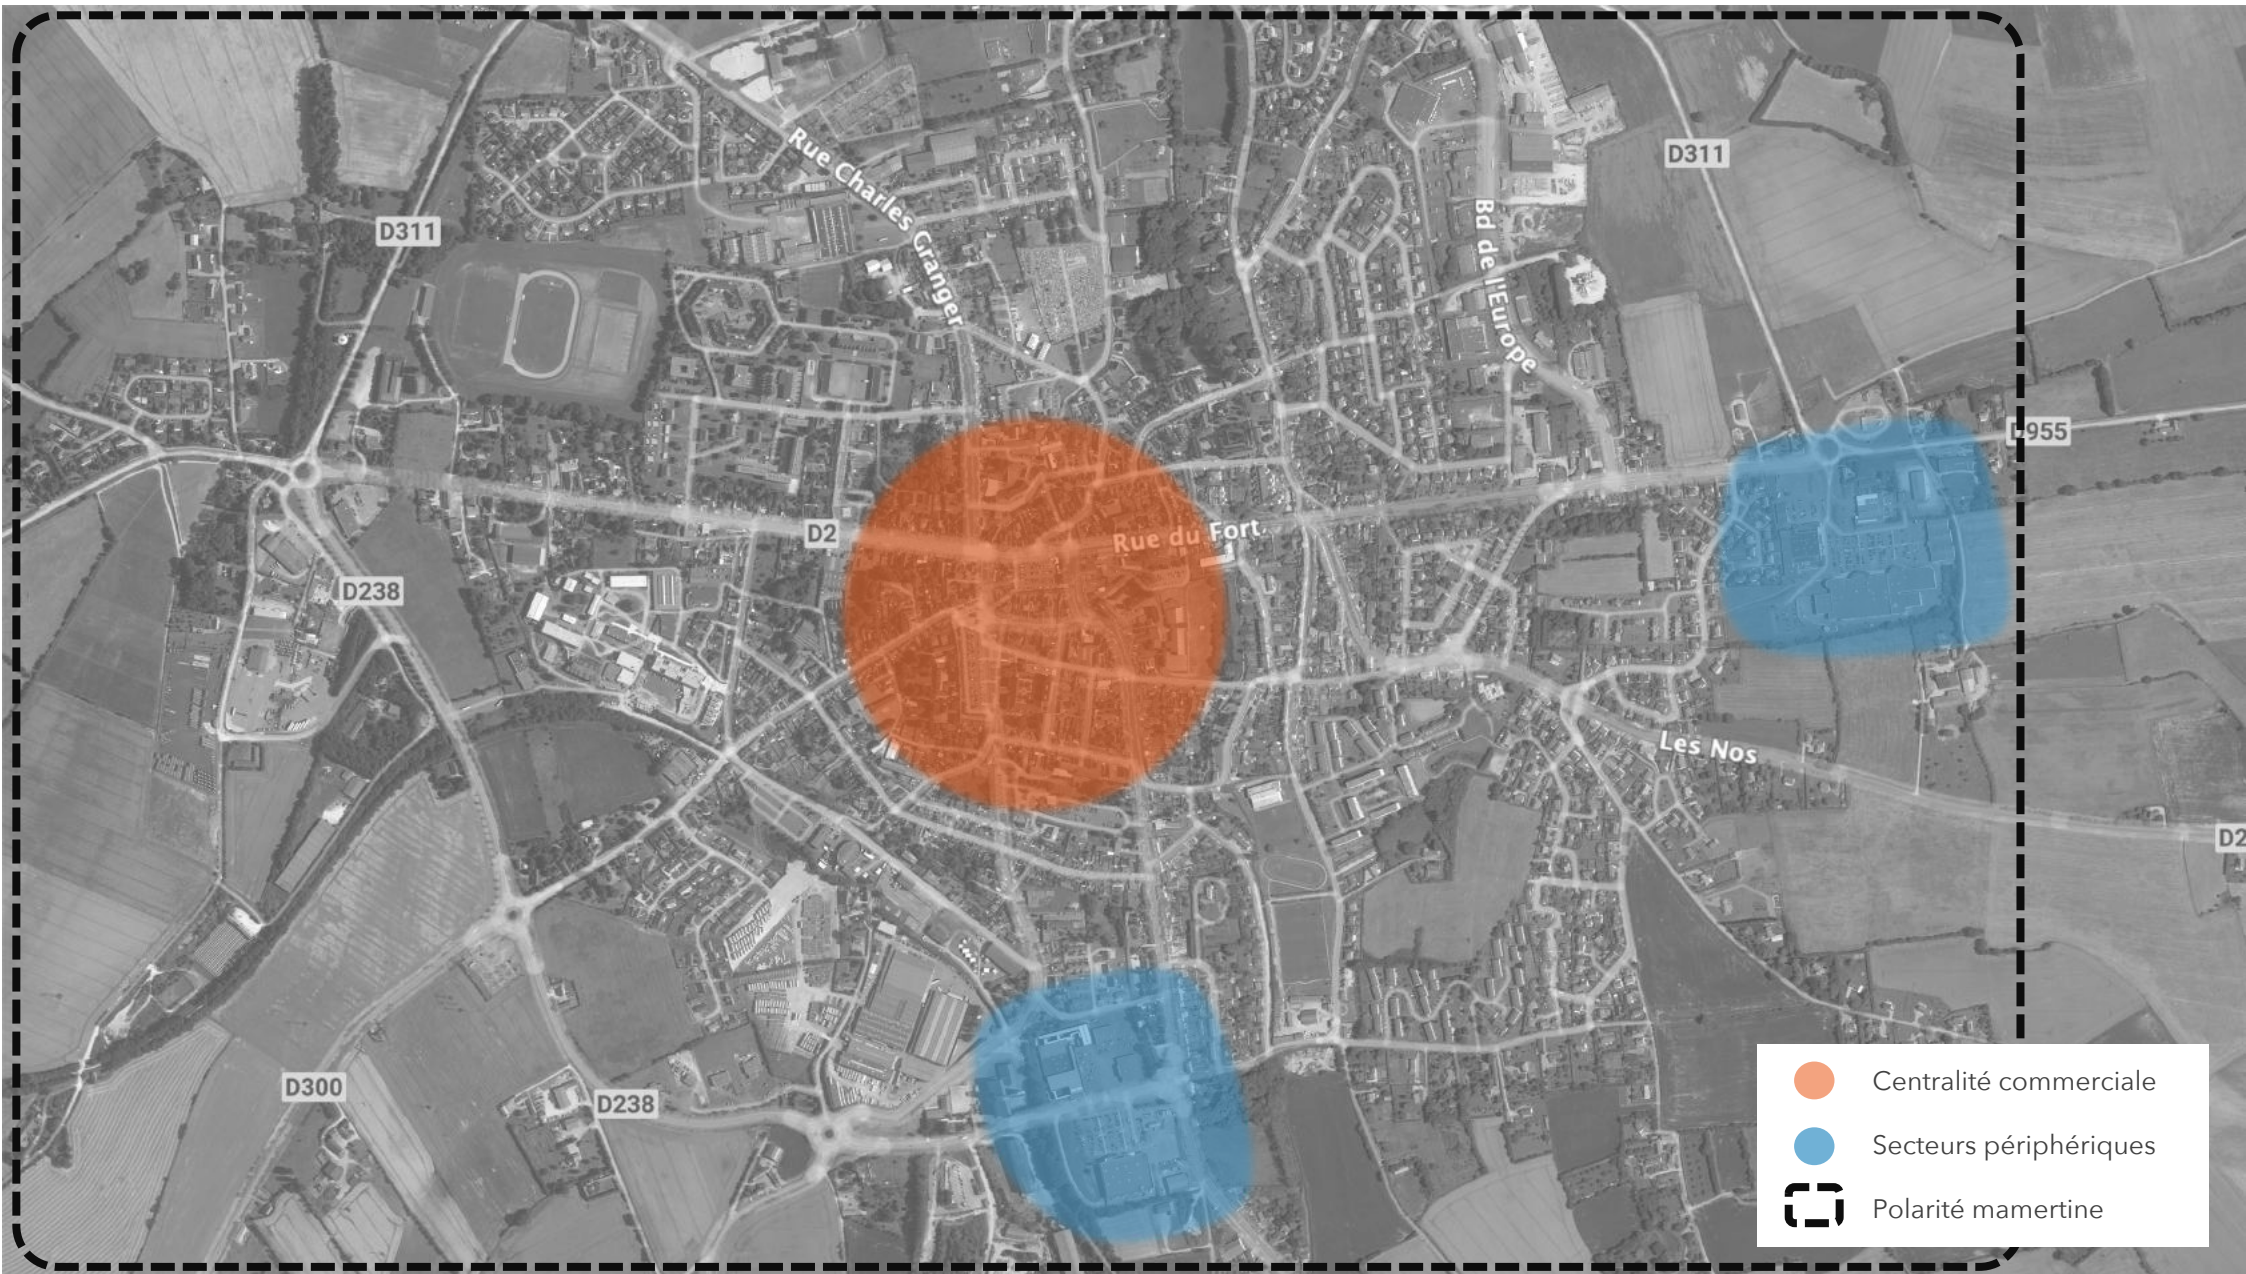 Rue Charles Granger
D311
D311
Bd de l'Europe
D955
D2
Rue du Fort
D238
Les Nos
D2
D300
D238
Centralité commerciale
Secteurs périphériques
Polarité mamertine